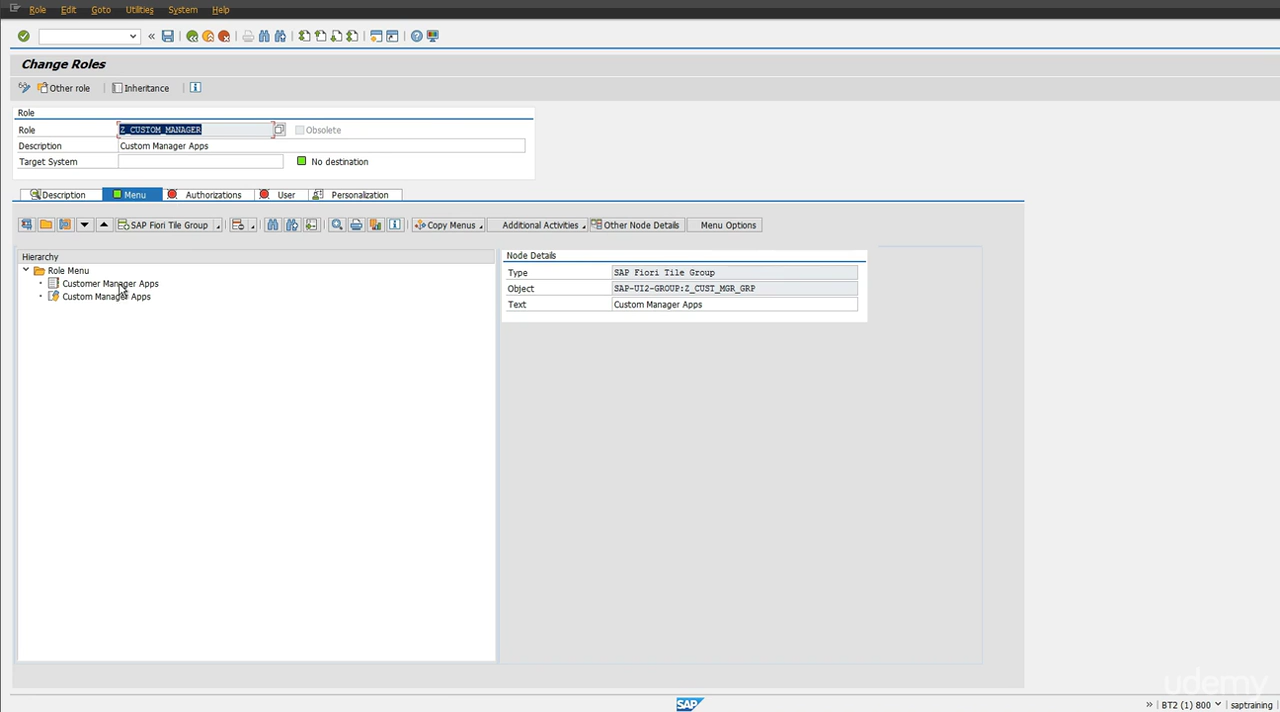 Role Edit Goto Utilities System Help
Change Roles
Other role Inheritance
Role
Role Z_CUSTOM_MANAGER Obsolete
Description Custom Manager Apps
Target System No destination
Description Menu Authorizations User Personalization
SAP Fiori Tile Group Copy Menus Additional Activities Other Node Details Menu Options
Hierarchy
Role Menu
Customer Manager Apps
Custom Manager Apps
Node Details
Type SAP Fiori Tile Group
Object SAP-UI2-GROUP:Z_CUST_MGR_GRP
Text Custom Manager Apps
udemy
SAP
BT2 (1) 800 saptraining